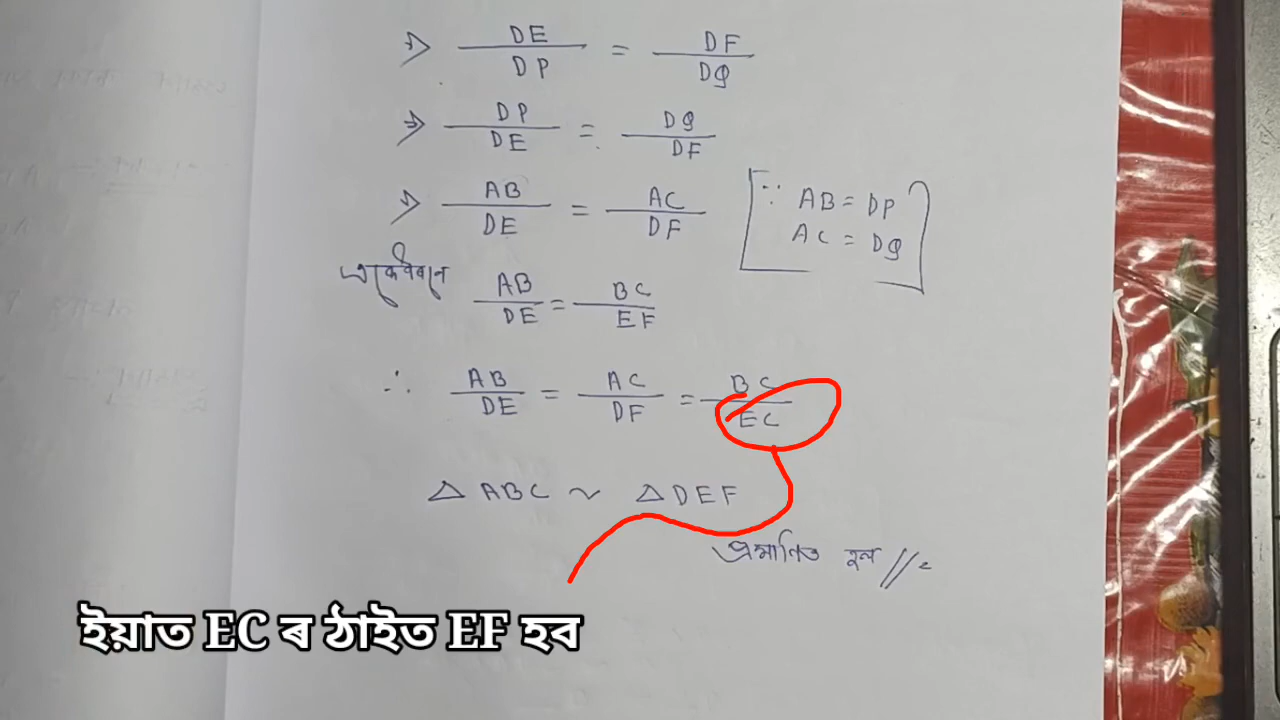 ⇒ DE/DP = DF/DQ
⇒ DP/DE = DQ/DF
⇒ AB/DE = AC/DF [∵ AB = DP
AC = DQ]
একেদৰে AB/DE = BC/EF
∴ AB/DE = AC/DF = BC/EC
△ ABC ~ △ DEF
প্ৰমাণিত হল //
ইয়াত EC ৰ ঠাইত EF হব